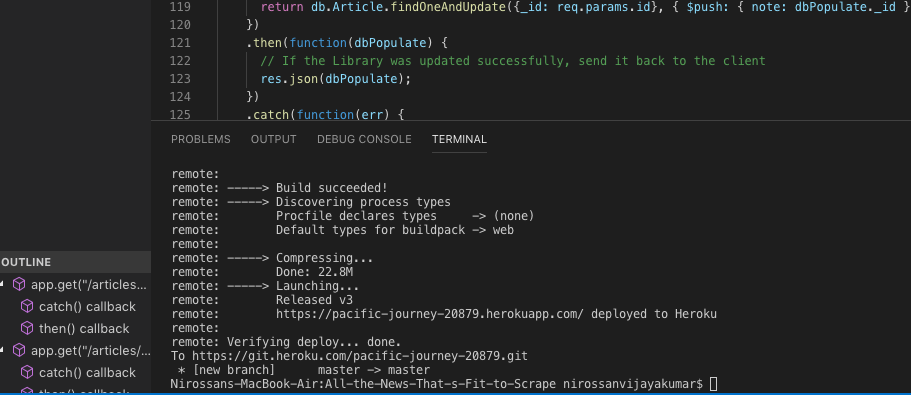 119 return db.Article.findOneAndUpdate({_id: req.params.id}, { $push: { note: dbPopulate._id }
120 })
121 .then(function(dbPopulate) {
122 // If the Library was updated successfully, send it back to the client
123 res.json(dbPopulate);
124 })
125 .catch(function(err) {
PROBLEMS OUTPUT DEBUG CONSOLE TERMINAL
remote:
remote: -----> Build succeeded!
remote: -----> Discovering process types
remote: Procfile declares types -> (none)
remote: Default types for buildpack -> web
remote:
remote: -----> Compressing...
remote: Done: 22.8M
remote: -----> Launching...
remote: Released v3
remote: https://pacific-journey-20879.herokuapp.com/ deployed to Heroku
remote:
remote: Verifying deploy... done.
To https://git.heroku.com/pacific-journey-20879.git
* [new branch] master -> master
Nirossans-MacBook-Air:All-the-News-That-s-Fit-to-Scrape nirossanvijayakumar$
OUTLINE
app.get("/articles...
catch() callback
then() callback
app.get("/articles/...
catch() callback
then() callback